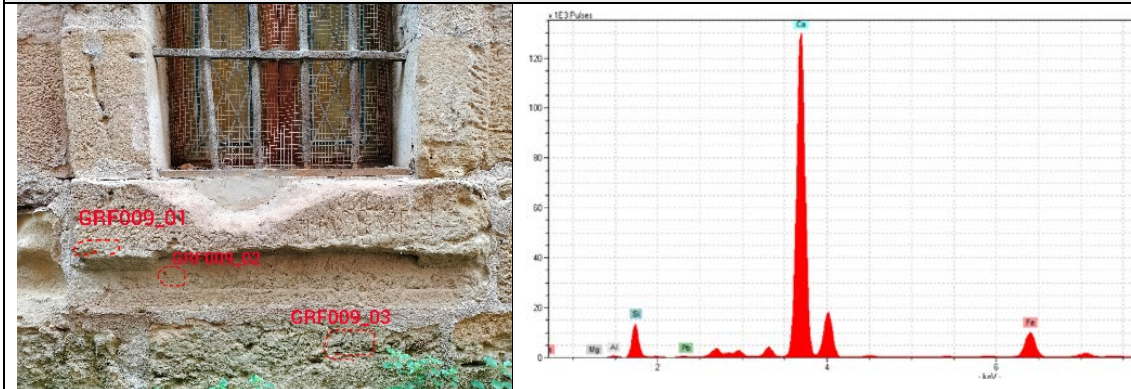 GRF009_01
GRF009_02
GRF009_03
x 1E3 Pulses
Ca
120
100
80
60
40
20
0
Si
Fe
Mg
Al
Pb
2
4
6
- keV -